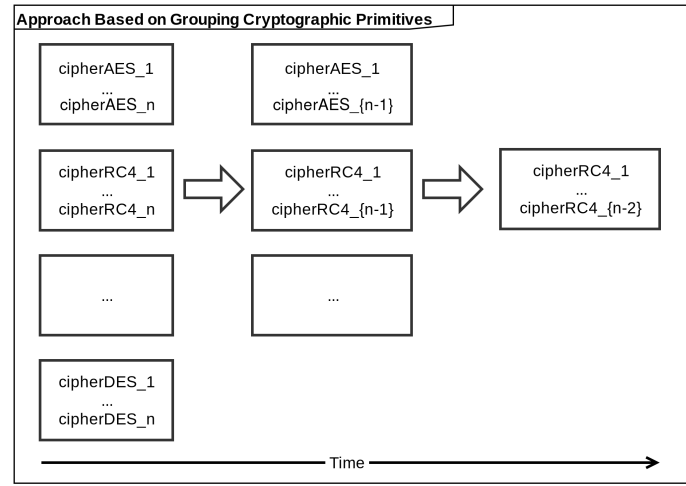 Approach Based on Grouping Cryptographic Primitives
cipherAES_1
...
cipherAES_n
cipherRC4_1
...
cipherRC4_n
...
cipherDES_1
...
cipherDES_n
cipherAES_1
...
cipherAES_{n-1}
cipherRC4_1
...
cipherRC4_{n-1}
...
cipherRC4_1
...
cipherRC4_{n-2}
Time